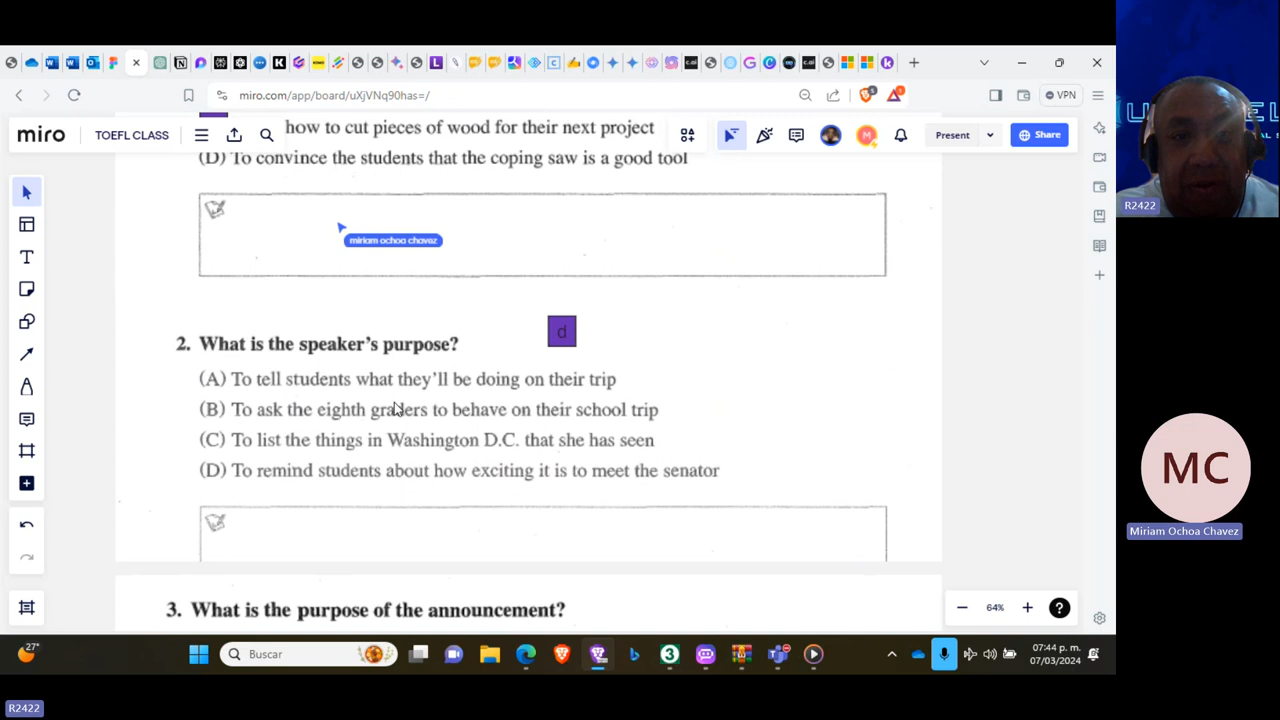 miro.com/app/board/uXjVNq90has=/
VPN
miro
TOEFL CLASS
Present
Share
how to cut pieces of wood for their next project
(D) To convince the students that the coping saw is a good tool
miriam ochoa chavez
d
2. What is the speaker's purpose?
(A) To tell students what they'll be doing on their trip
(B) To ask the eighth graders to behave on their school trip
(C) To list the things in Washington D.C. that she has seen
(D) To remind students about how exciting it is to meet the senator
3. What is the purpose of the announcement?
64%
R2422
MC
Miriam Ochoa Chavez
27°
Buscar
07:44 p. m.
07/03/2024
R2422